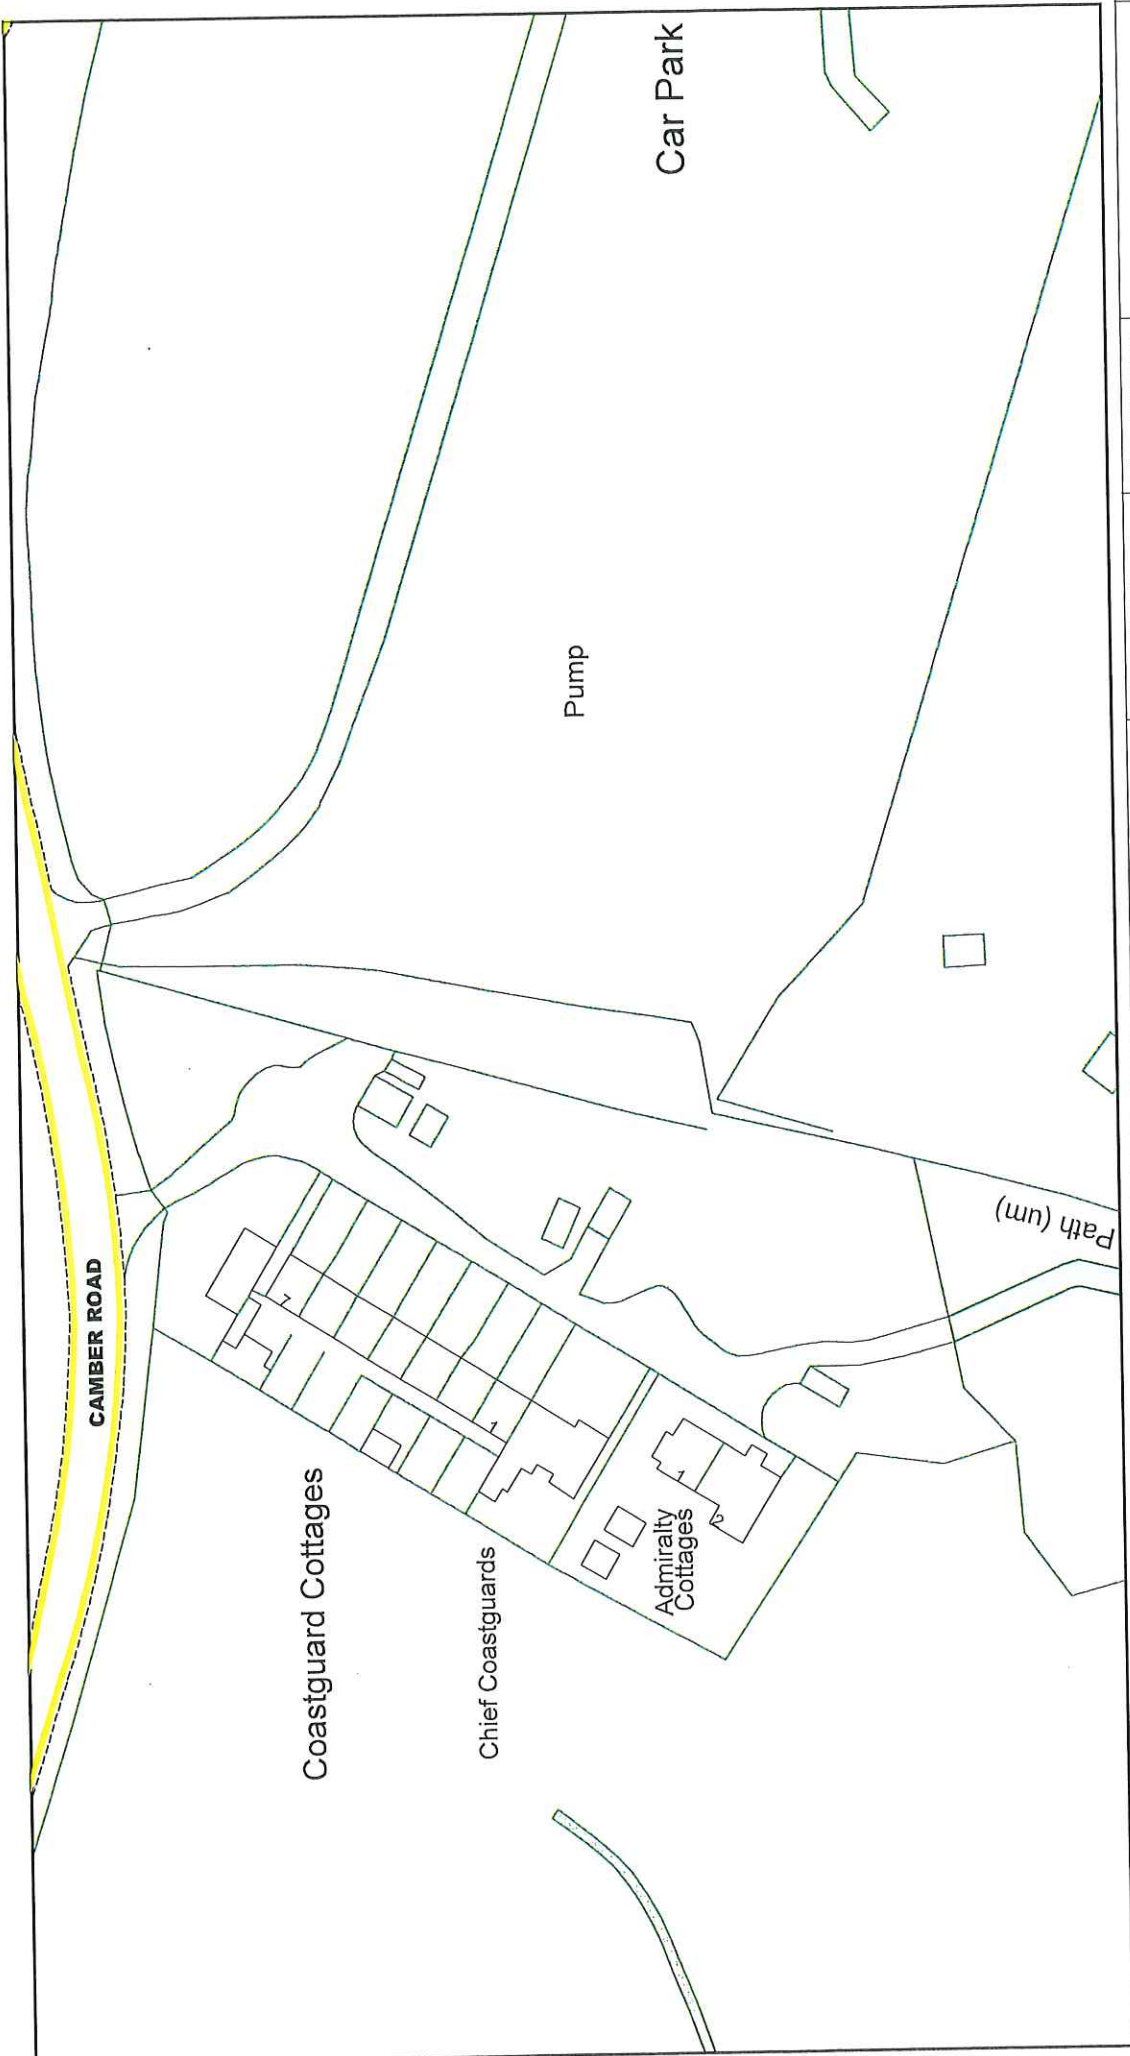 CAMBER ROAD
Coastguard Cottages
7
1
Chief Coastguards
Admiralty
Cottages
1
2
Pump
Car Park
Path (um)